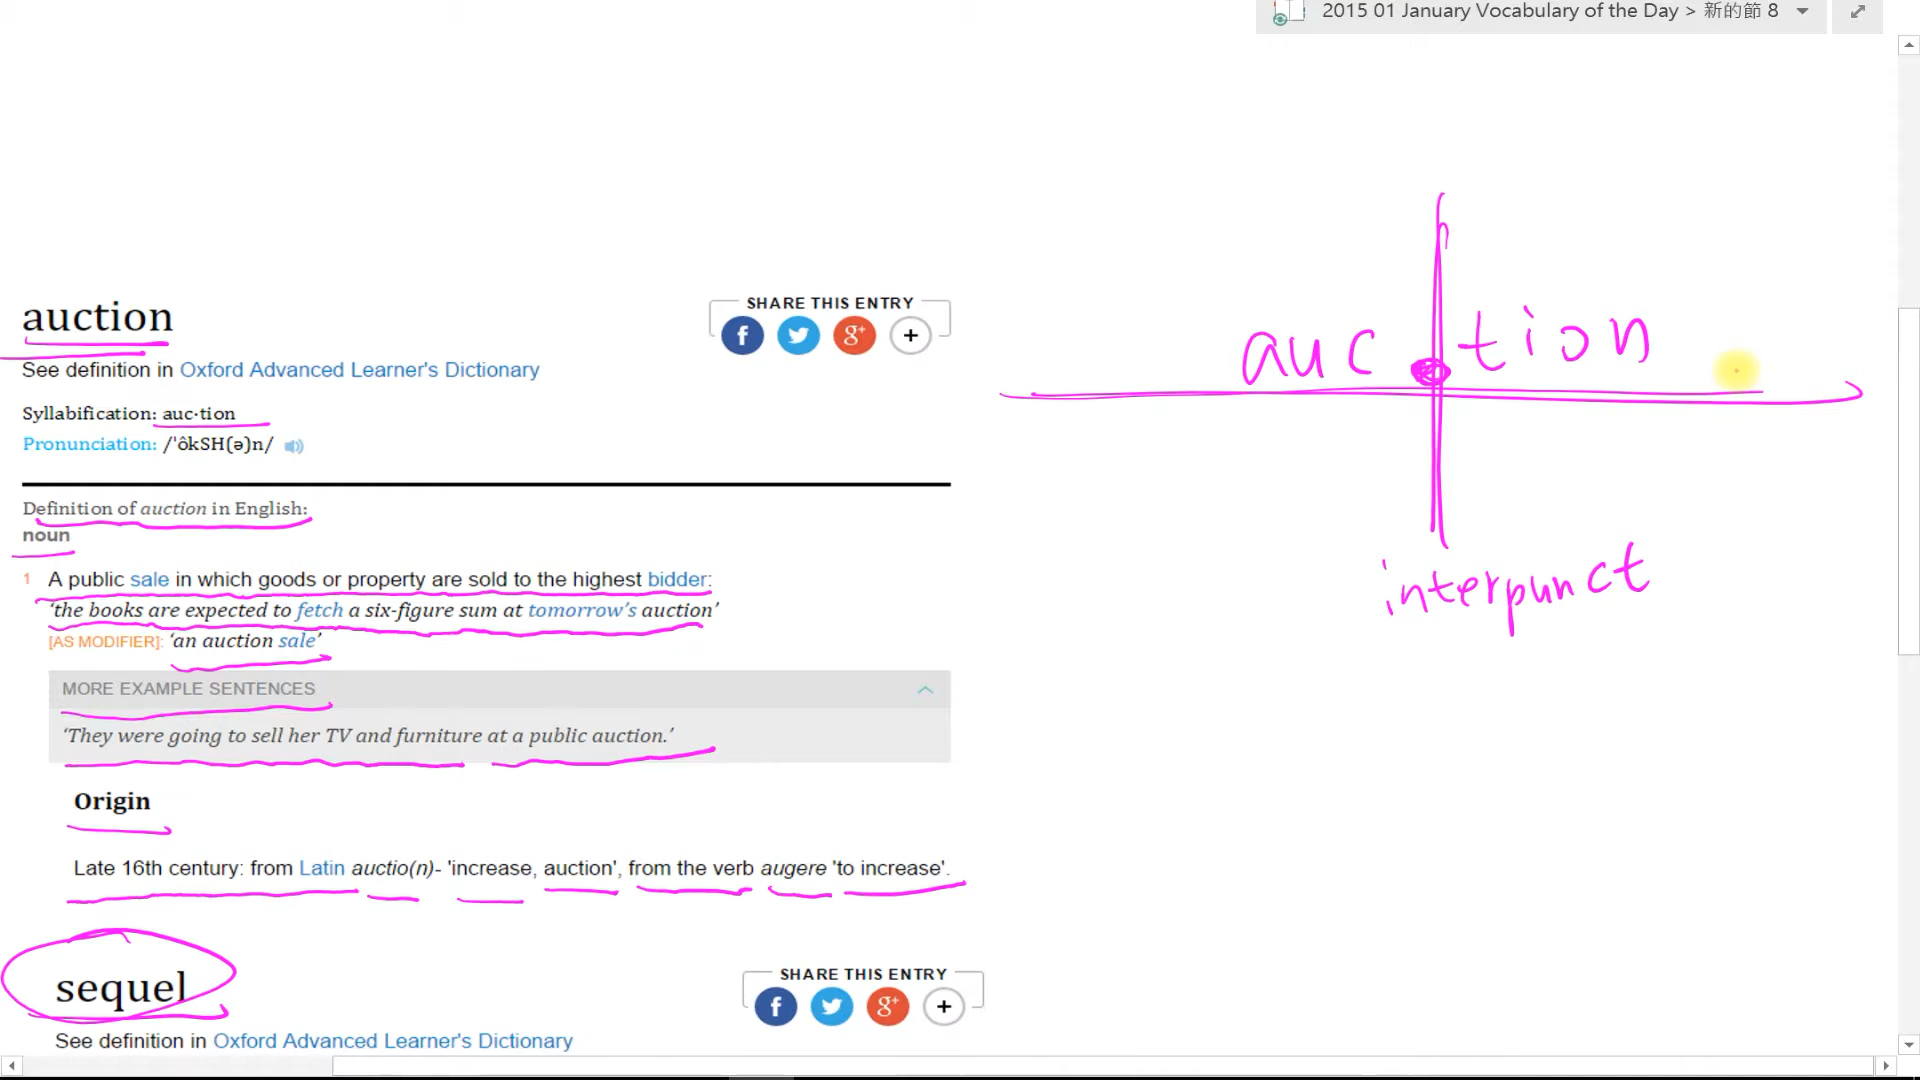 2015 01 January Vocabulary of the Day > 新的節 8
auction
SHARE THIS ENTRY
f g+ +
See definition in Oxford Advanced Learner's Dictionary
Syllabification: auc·tion
Pronunciation: /ˈôkSH(ə)n/
Definition of auction in English:
noun
1 A public sale in which goods or property are sold to the highest bidder:
‘the books are expected to fetch a six-figure sum at tomorrow’s auction’
[AS MODIFIER]: ‘an auction sale’
MORE EXAMPLE SENTENCES
‘They were going to sell her TV and furniture at a public auction.’
Origin
Late 16th century: from Latin auctio(n)- 'increase, auction', from the verb augere 'to increase'.
sequel
SHARE THIS ENTRY
f g+ +
See definition in Oxford Advanced Learner's Dictionary
auc · tion
interpunct